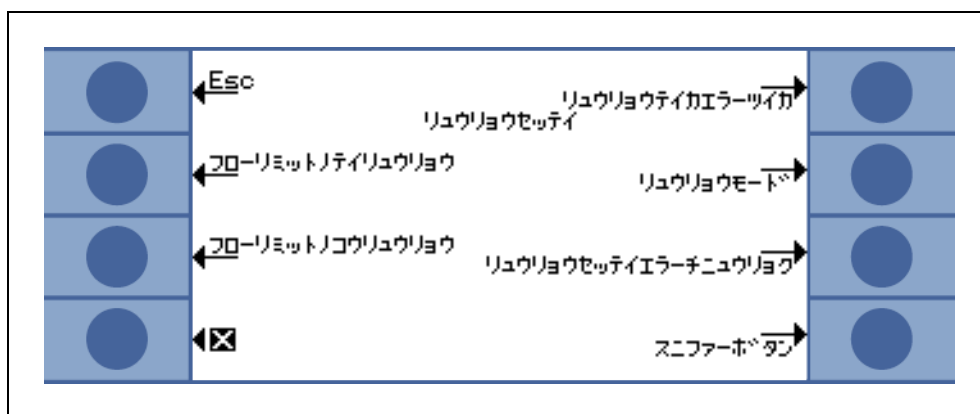 Esc
リュウリョウテイカエラーツイカ
リュウリョウセッテイ
フローリミットノテイリュウリョウ
リュウリョウモード
フローリミットノコウリュウリョウ
リュウリョウセッテイエラーチニュウリョク
スニファーボタン